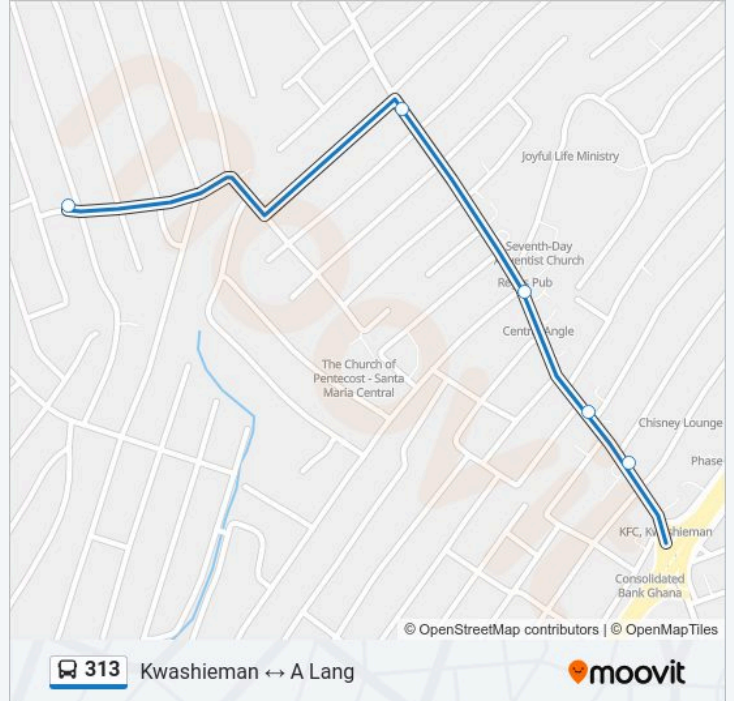 Joyful Life Ministry
Seventh-Day
Adventist Church
Pub
Angle
The Church of
Pentecost - Santa
Maria Central
Chisney Lounge
Phase
KFC, Kwashieman
Consolidated
Bank Ghana
moovit
© OpenStreetMap contributors | © OpenMapTiles
313 Kwashieman ↔ A Lang
moovit